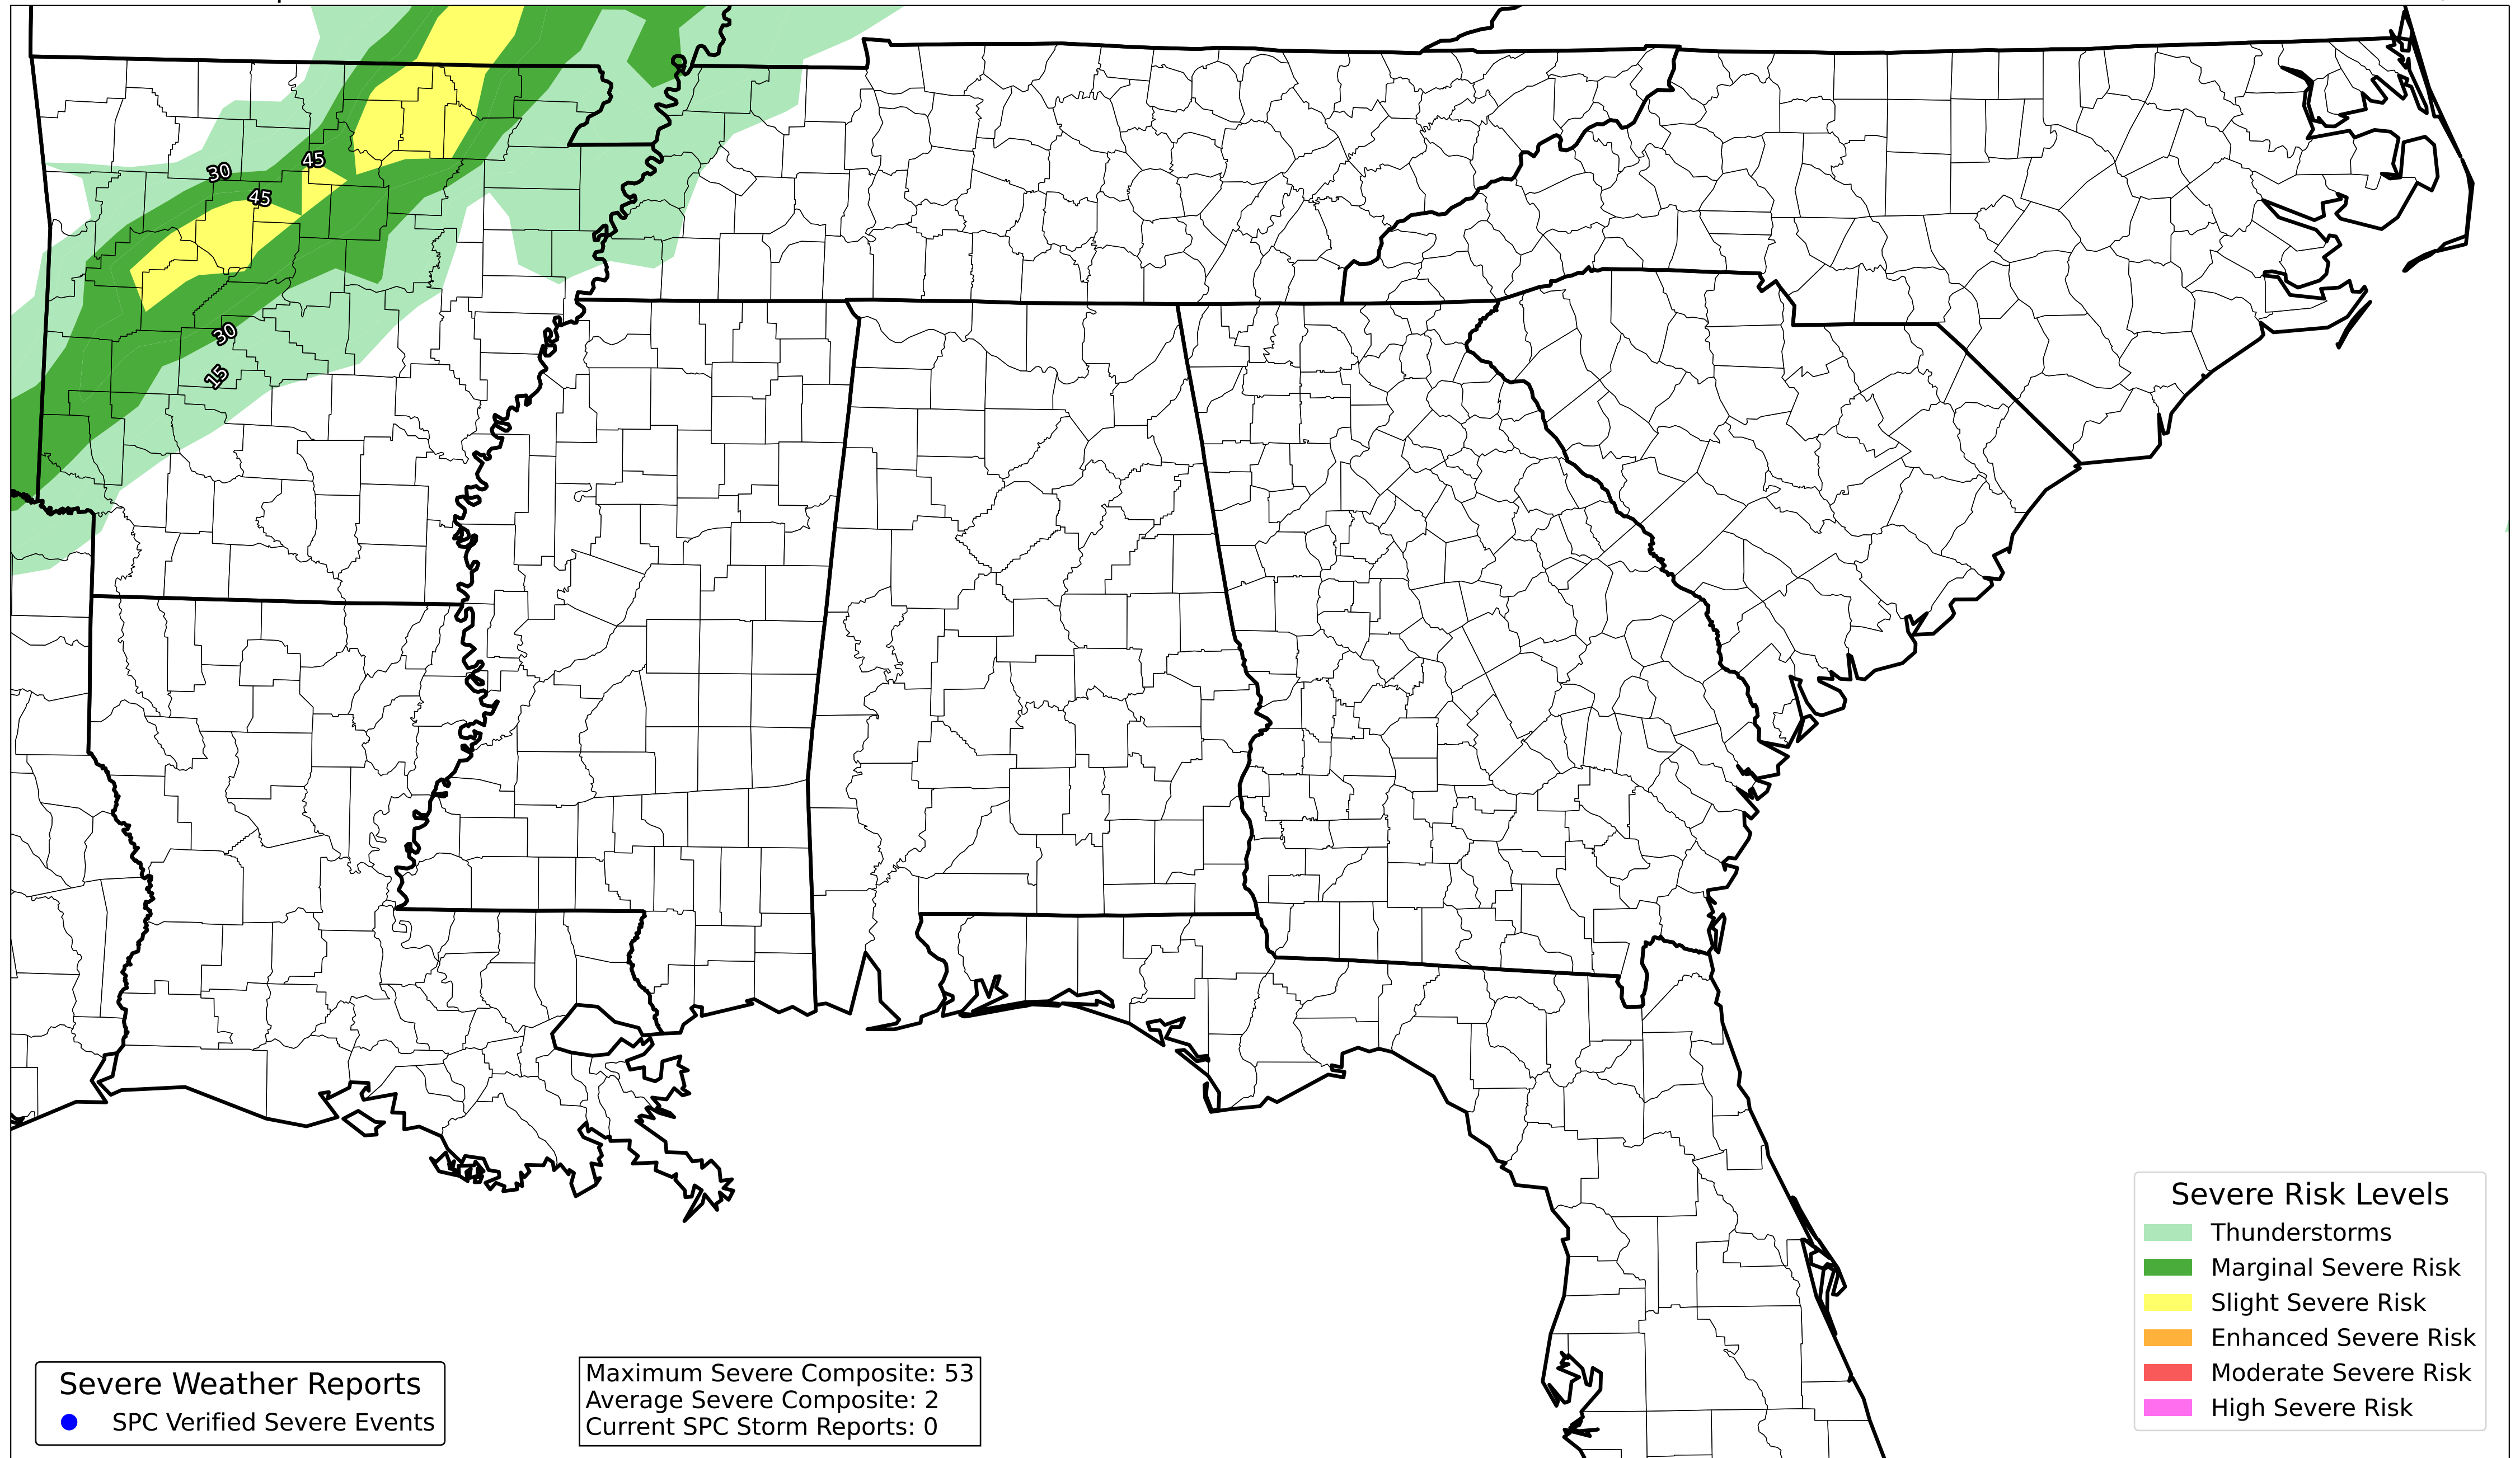 45
30
45
30
15
Severe Risk Levels
Thunderstorms
Marginal Severe Risk
Slight Severe Risk
Enhanced Severe Risk
Moderate Severe Risk
High Severe Risk
Severe Weather Reports
SPC Verified Severe Events
Maximum Severe Composite: 53
Average Severe Composite: 2
Current SPC Storm Reports: 0